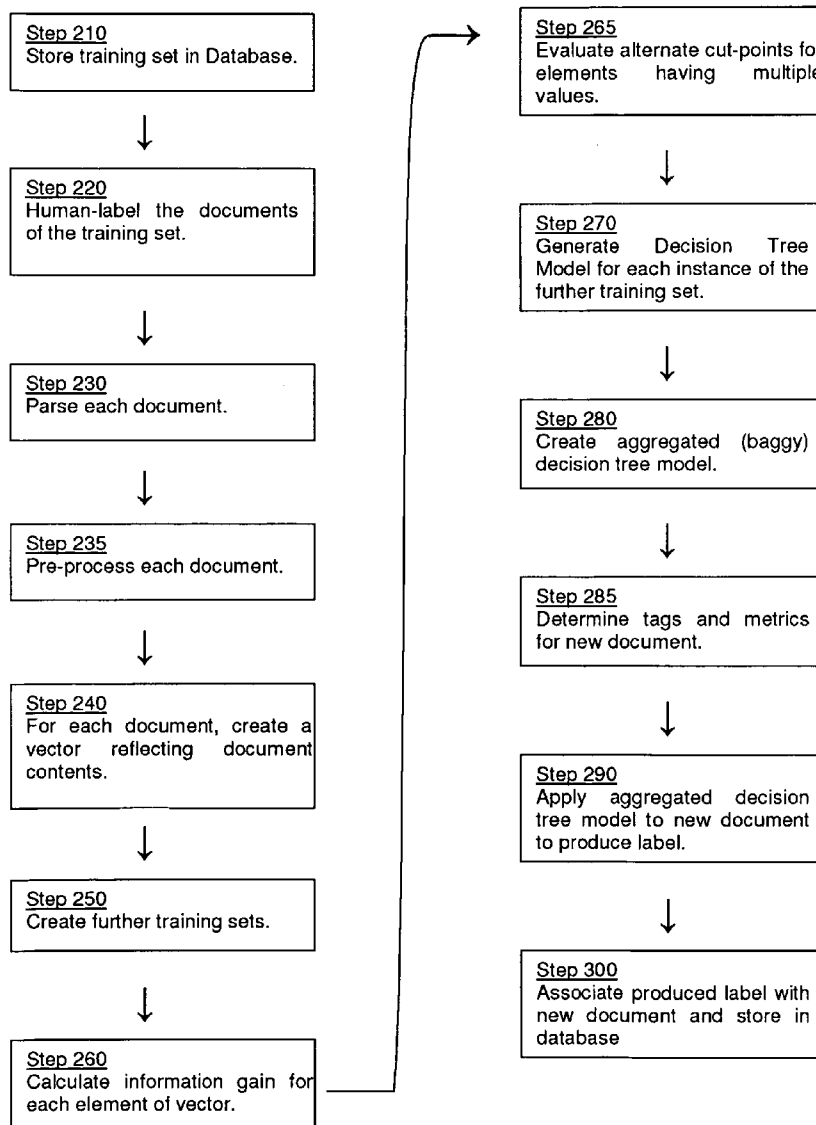 Step 210
Store training set in Database.
Step 220
Human-label the documents
of the training set.
Step 230
Parse each document.
Step 235
Pre-process each document.
Step 240
For each document, create a
vector reflecting document
contents.
Step 250
Create further training sets.
Step 260
Calculate information gain for
each element of vector.
Step 265
Evaluate alternate cut-points fo
elements having multiple
values.
Step 270
Generate Decision Tree
Model for each instance of the
further training set.
Step 280
Create aggregated (baggy)
decision tree model.
Step 285
Determine tags and metrics
for new document.
Step 290
Apply aggregated decision
tree model to new document
to produce label.
Step 300
Associate produced label with
new document and store in
database